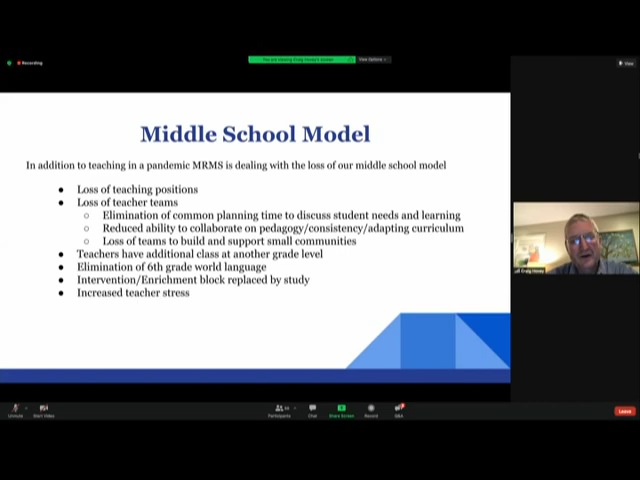 Recording
View Options
View
Middle School Model
In addition to teaching in a pandemic MRMS is dealing with the loss of our middle school model
● Loss of teaching positions
● Loss of teacher teams
○ Elimination of common planning time to discuss student needs and learning
○ Reduced ability to collaborate on pedagogy/consistency/adapting curriculum
○ Loss of teams to build and support small communities
● Teachers have additional class at another grade level
● Elimination of 6th grade world language
● Intervention/Enrichment block replaced by study
● Increased teacher stress
Unmute
Start Video
Participants
Chat
Share Screen
Record
Q&A
Leave